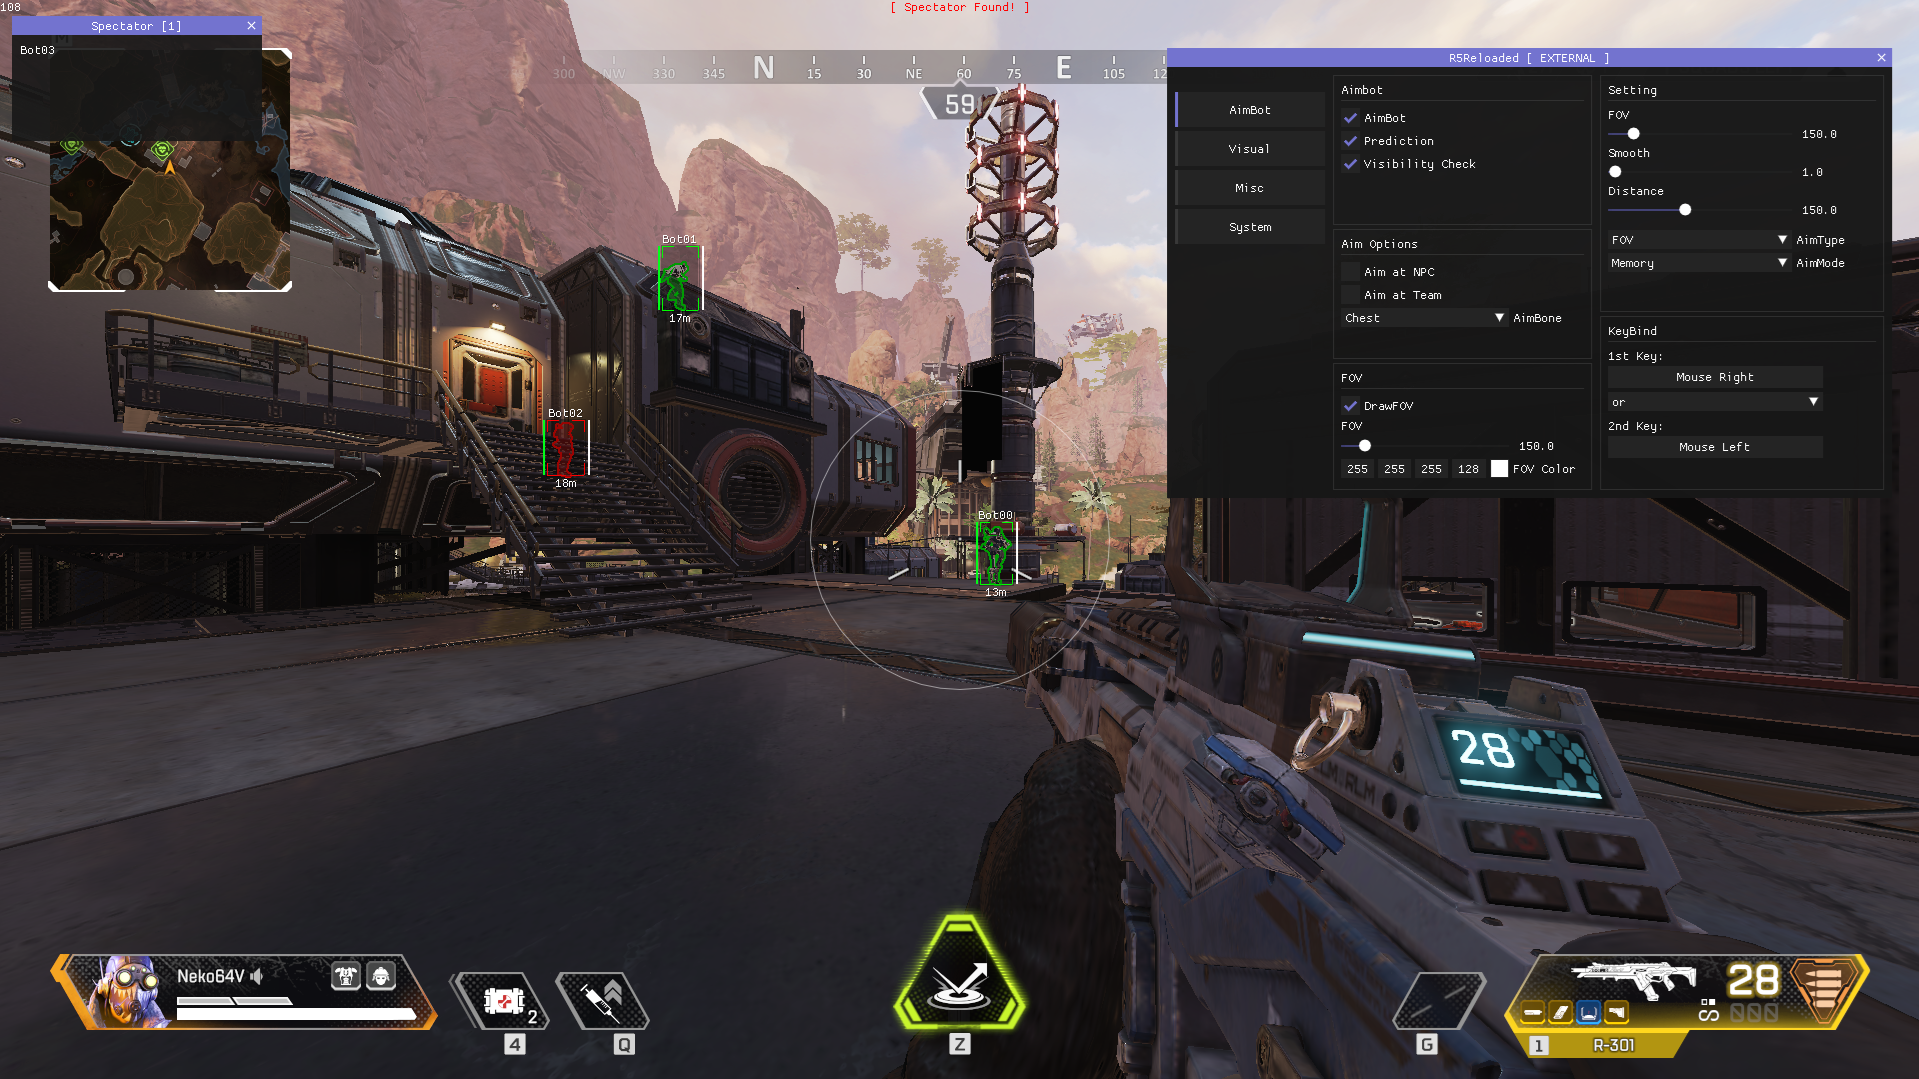 108
[ Spectator Found! ]
Spectator [1]
Bot03
300 NW 330 345 N 15 30 NE 60 75 E 105 12
59
R5Reloaded [ EXTERNAL ]
AimBot
Visual
Misc
System
Aimbot
AimBot
Prediction
Visibility Check
Aim Options
Aim at NPC
Aim at Team
Chest AimBone
FOV
DrawFOV
FOV
150.0
255 255 255 128 FOV Color
Setting
FOV
150.0
Smooth
1.0
Distance
150.0
FOV AimType
Memory AimMode
KeyBind
1st Key:
Mouse Right
or
2nd Key:
Mouse Left
Bot01
17m
Bot02
18m
Bot00
13m
28
Neko64V
2
4
Q
Z
G
28
000
1 R-301